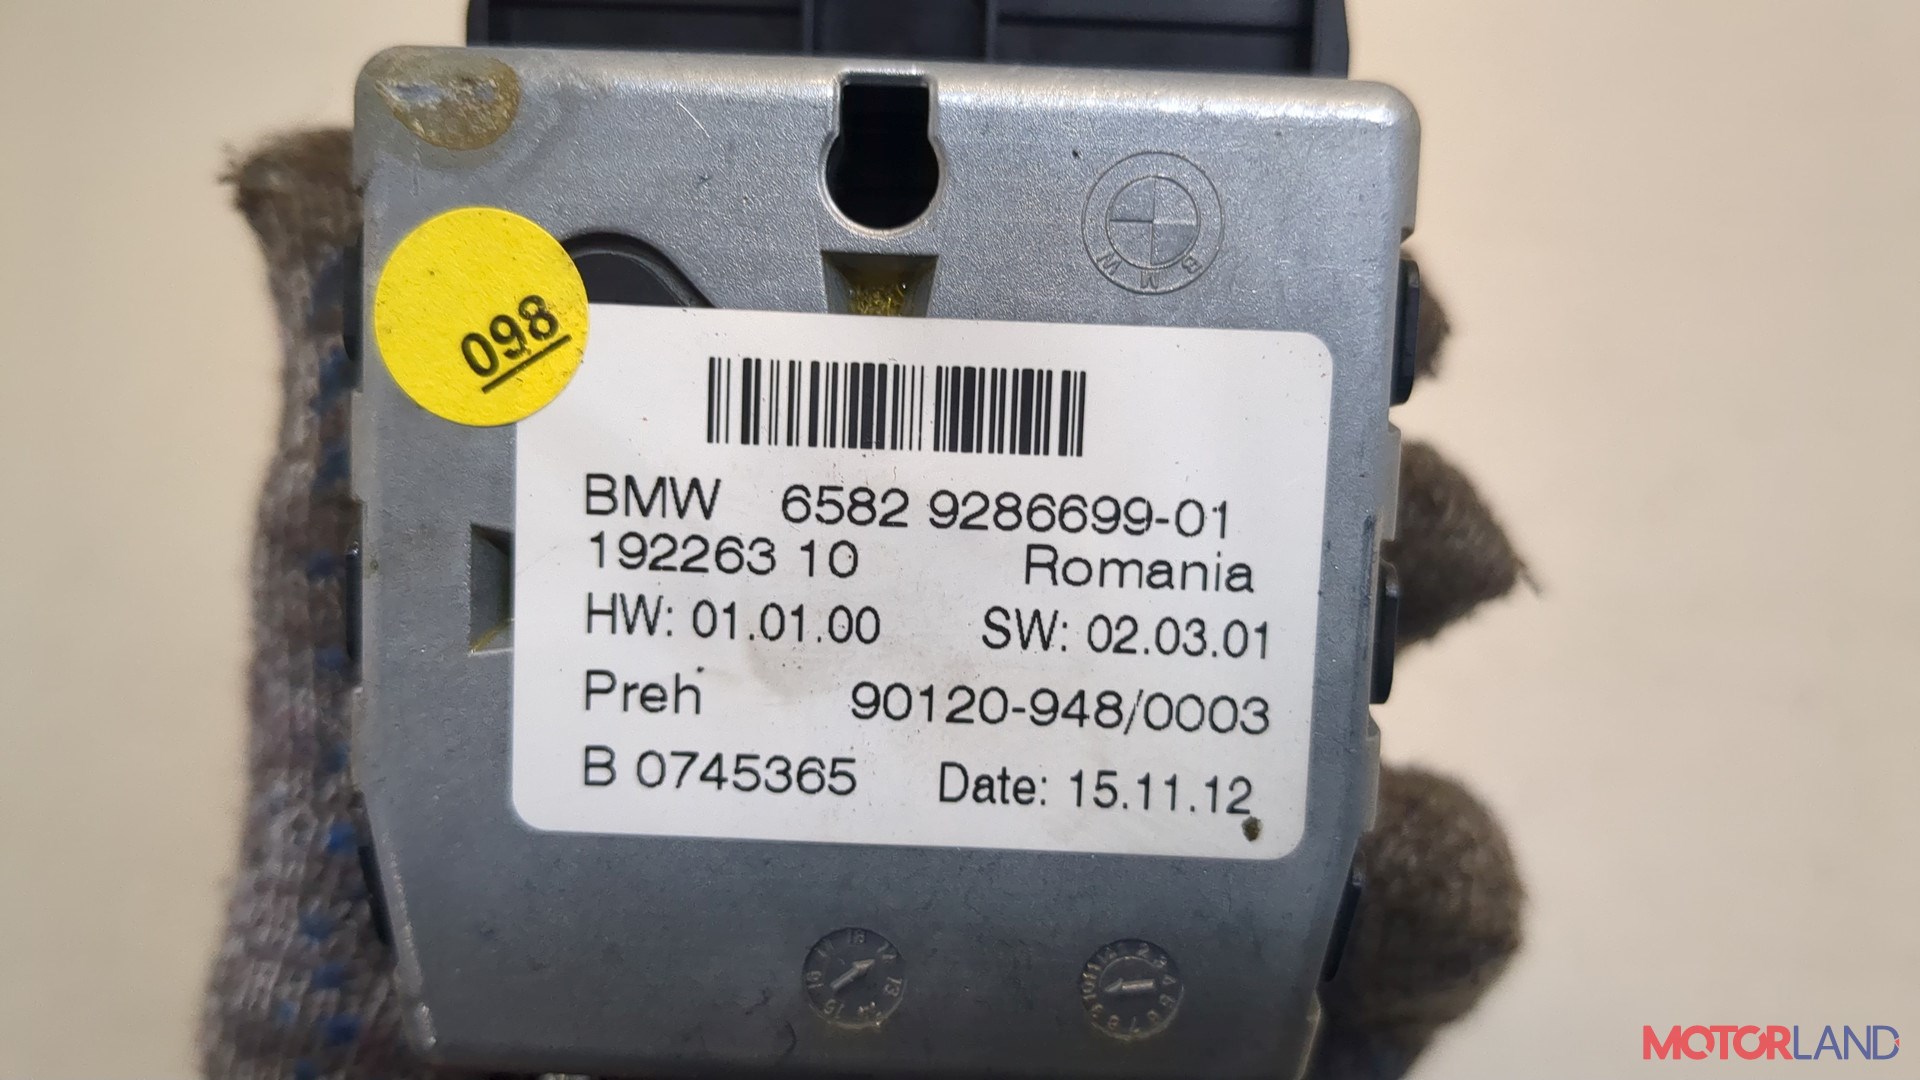 BMW
098
BMW 6582 9286699-01
192263 10 Romania
HW: 01.01.00 SW: 02.03.01
Preh 90120-948/0003
B 0745365 Date: 15.11.12
MOTORLAND